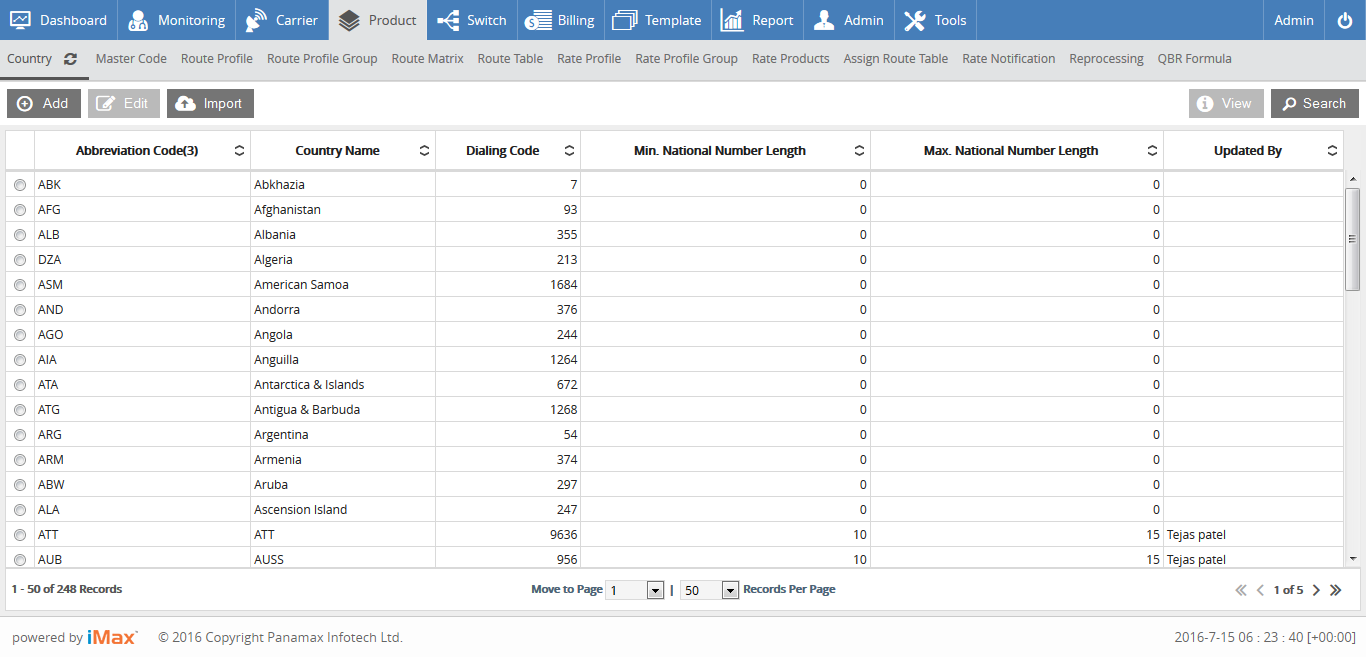 Dashboard Monitoring Carrier Product Switch Billing Template Report Admin Tools Admin
Country Master Code Route Profile Route Profile Group Route Matrix Route Table Rate Profile Rate Profile Group Rate Products Assign Route Table Rate Notification Reprocessing QBR Formula
Add Edit Import View Search
Abbreviation Code(3) Country Name Dialing Code Min. National Number Length Max. National Number Length Updated By
ABK Abkhazia 7 0 0
AFG Afghanistan 93 0 0
ALB Albania 355 0 0
DZA Algeria 213 0 0
ASM American Samoa 1684 0 0
AND Andorra 376 0 0
AGO Angola 244 0 0
AIA Anguilla 1264 0 0
ATA Antarctica & Islands 672 0 0
ATG Antigua & Barbuda 1268 0 0
ARG Argentina 54 0 0
ARM Armenia 374 0 0
ABW Aruba 297 0 0
ALA Ascension Island 247 0 0
ATT ATT 9636 10 15 Tejas patel
AUB AUSS 956 10 15 Tejas patel
1 - 50 of 248 Records Move to Page 1 | 50 Records Per Page 1 of 5
powered by iMax © 2016 Copyright Panamax Infotech Ltd. 2016-7-15 06 : 23 : 40 [+00:00]